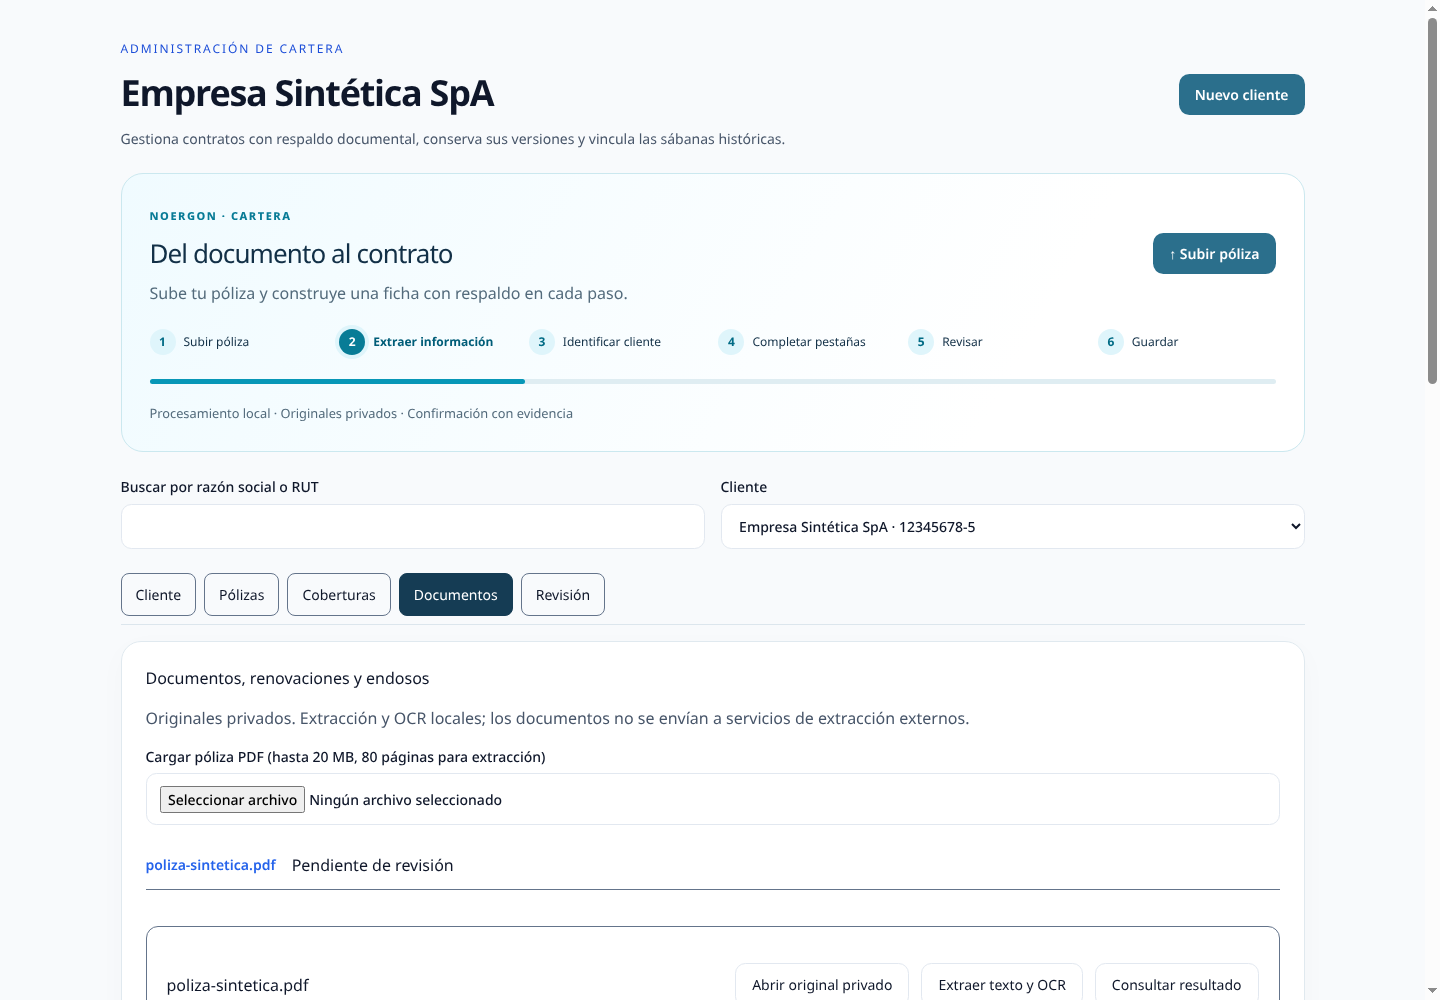 ADMINISTRACIÓN DE CARTERA
Empresa Sintética SpA
Nuevo cliente
Gestiona contratos con respaldo documental, conserva sus versiones y vincula las sábanas históricas.
NOERGON · CARTERA
Del documento al contrato
↑ Subir póliza
Sube tu póliza y construye una ficha con respaldo en cada paso.
1 Subir póliza
2 Extraer información
3 Identificar cliente
4 Completar pestañas
5 Revisar
6 Guardar
Procesamiento local · Originales privados · Confirmación con evidencia
Buscar por razón social o RUT
Cliente
Empresa Sintética SpA · 12345678-5
Cliente
Pólizas
Coberturas
Documentos
Revisión
Documentos, renovaciones y endosos
Originales privados. Extracción y OCR locales; los documentos no se envían a servicios de extracción externos.
Cargar póliza PDF (hasta 20 MB, 80 páginas para extracción)
Seleccionar archivo Ningún archivo seleccionado
poliza-sintetica.pdf Pendiente de revisión
poliza-sintetica.pdf
Abrir original privado
Extraer texto y OCR
Consultar resultado